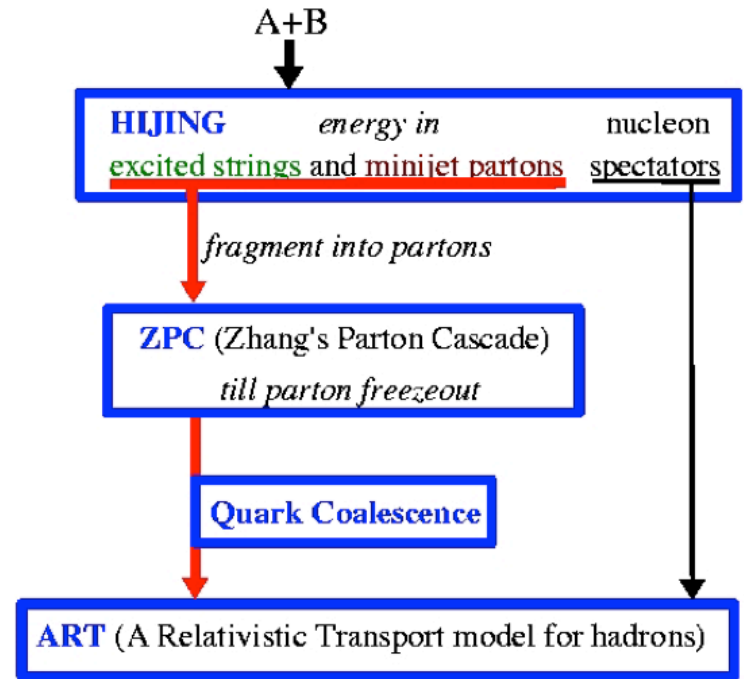 A+B
HIJING energy in nucleon
excited strings and minijet partons spectators
fragment into partons
ZPC (Zhang's Parton Cascade)
till parton freezeout
Quark Coalescence
ART (A Relativistic Transport model for hadrons)